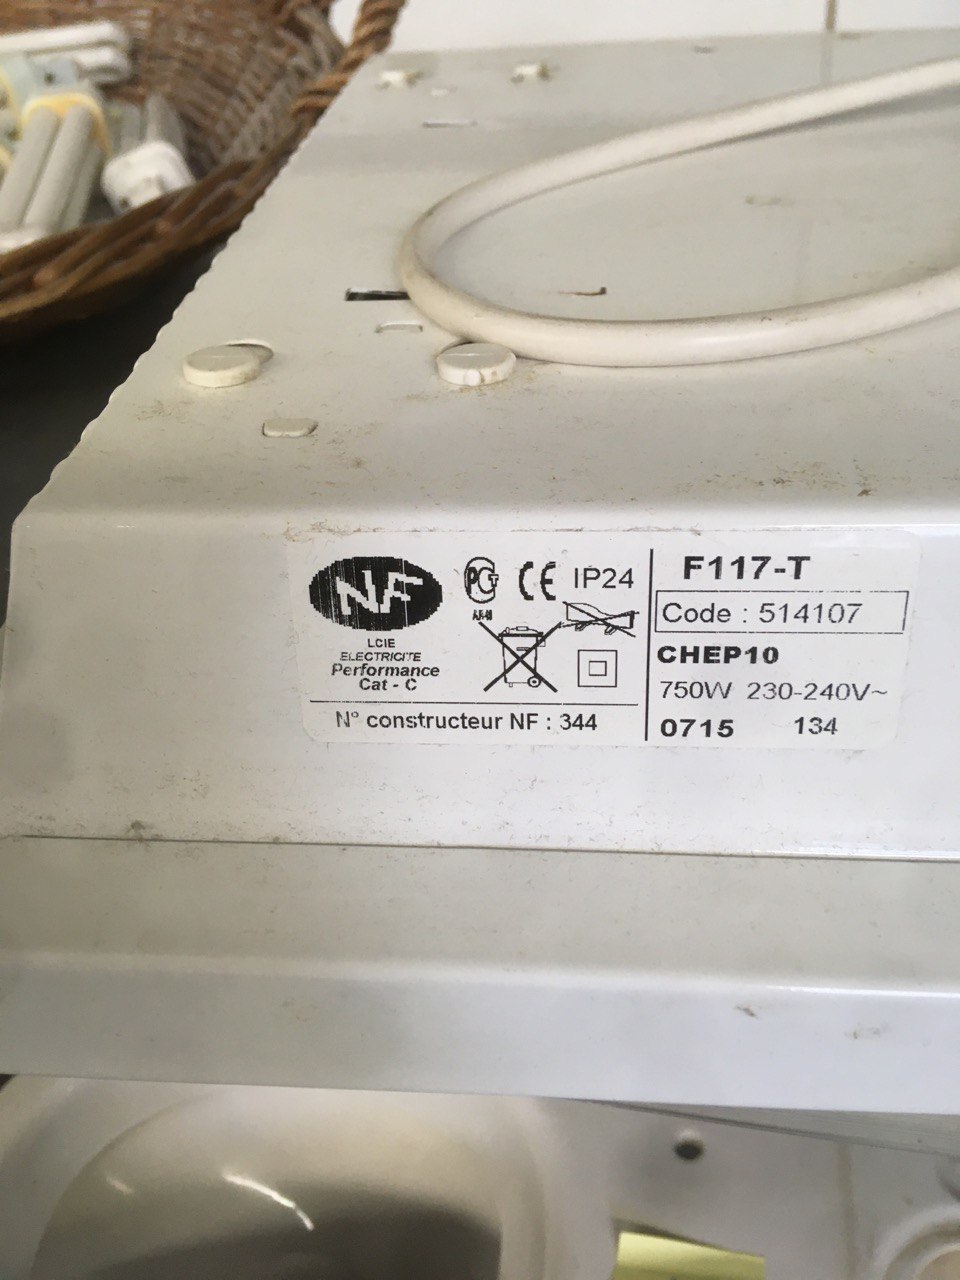 NF
LCIE
ELECTRICITE
Performance
Cat - C
CE IP24
N° constructeur NF : 344
F117-T
Code : 514107
CHEP10
750W 230-240V~
0715 134